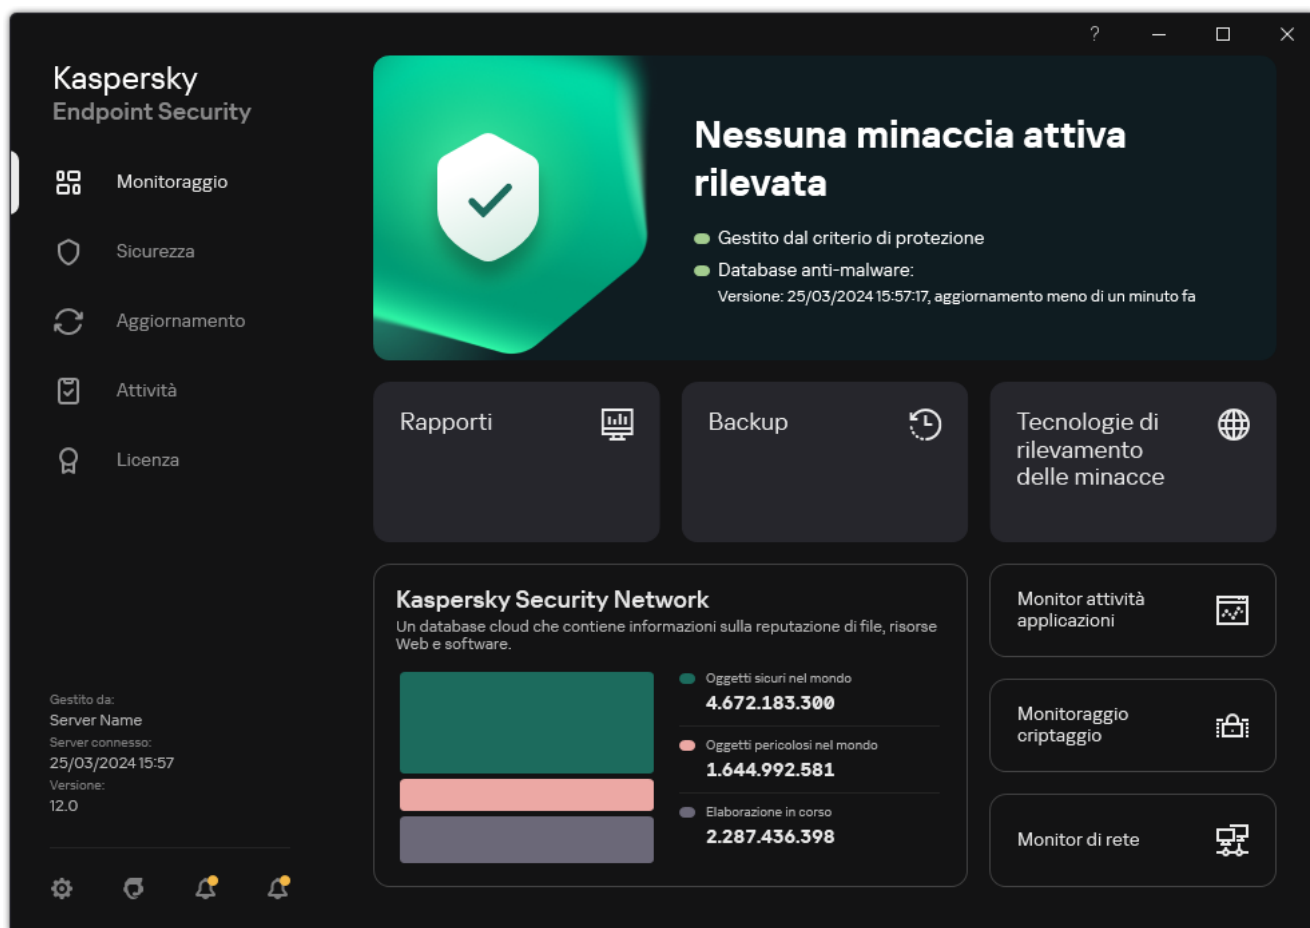 ?
Kaspersky
Endpoint Security
Monitoraggio
Sicurezza
Aggiornamento
Attività
Licenza
Gestito da:
Server Name
Server connesso:
25/03/2024 15:57
Versione:
12.0
Nessuna minaccia attiva
rilevata
Gestito dal criterio di protezione
Database anti-malware:
Versione: 25/03/2024 15:57:17, aggiornamento meno di un minuto fa
Rapporti
Backup
Tecnologie di
rilevamento
delle minacce
Kaspersky Security Network
Un database cloud che contiene informazioni sulla reputazione di file, risorse
Web e software.
Oggetti sicuri nel mondo
4.672.183.300
Oggetti pericolosi nel mondo
1.644.992.581
Elaborazione in corso
2.287.436.398
Monitor attività
applicazioni
Monitoraggio
criptaggio
Monitor di rete